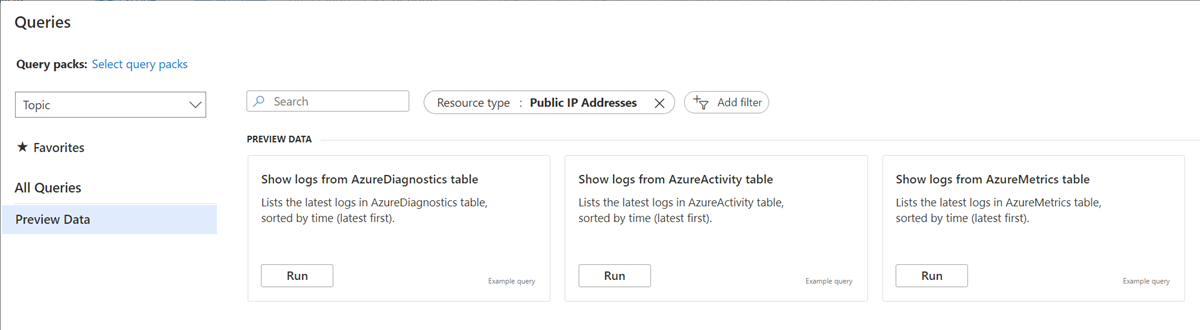 Queries
Query packs: Select query packs
Topic
Search
Resource type : Public IP Addresses
Add filter
★ Favorites
All Queries
Preview Data
PREVIEW DATA
Show logs from AzureDiagnostics table
Lists the latest logs in AzureDiagnostics table,
sorted by time (latest first).
Run
Example query
Show logs from AzureActivity table
Lists the latest logs in AzureActivity table,
sorted by time (latest first).
Run
Example query
Show logs from AzureMetrics table
Lists the latest logs in AzureMetrics table,
sorted by time (latest first).
Run
Example query